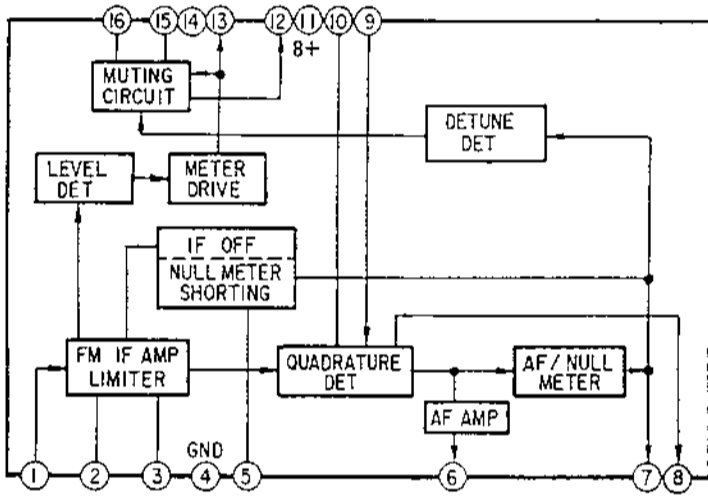 16 15 14 13 12 11 10 9
8+
MUTING
CIRCUIT
DETUNE
DET
LEVEL
DET
METER
DRIVE
IF OFF
NULL METER
SHORTING
FM IF AMP
LIMITER
QUADRATURE
DET
AF/NULL
METER
AF AMP
GND
1 2 3 4 5 6 7 8